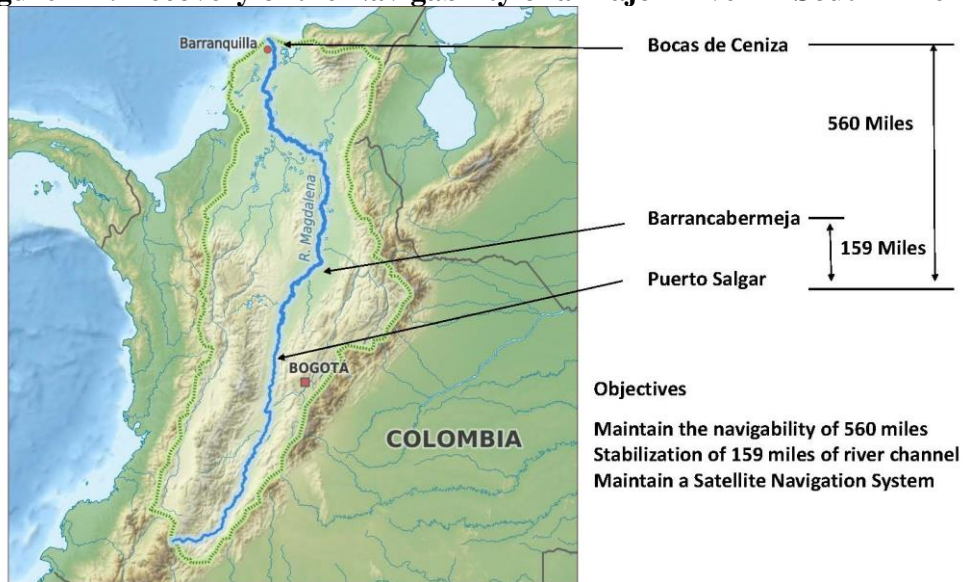 Barranquilla
R. Magdalena
BOGOTÁ
COLOMBIA
Bocas de Ceniza
560 Miles
Barrancabermeja
159 Miles
Puerto Salgar
Objectives
Maintain the navigability of 560 miles
Stabilization of 159 miles of river channel
Maintain a Satellite Navigation System